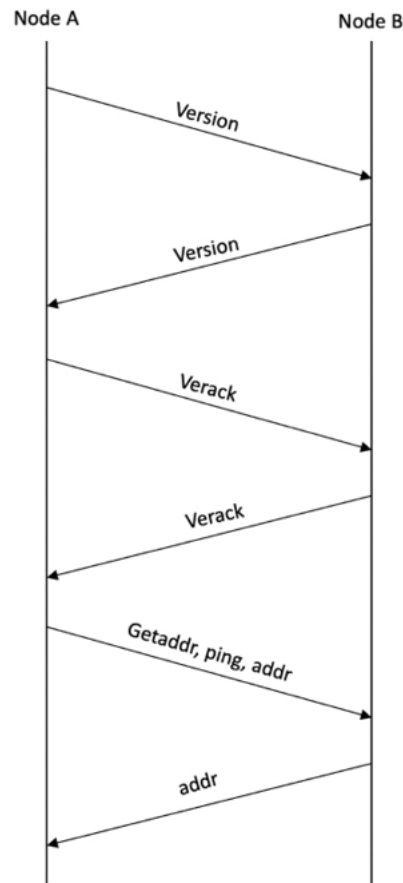 Node A
Node B
Version
Version
Verack
Verack
Getaddr, ping, addr
addr